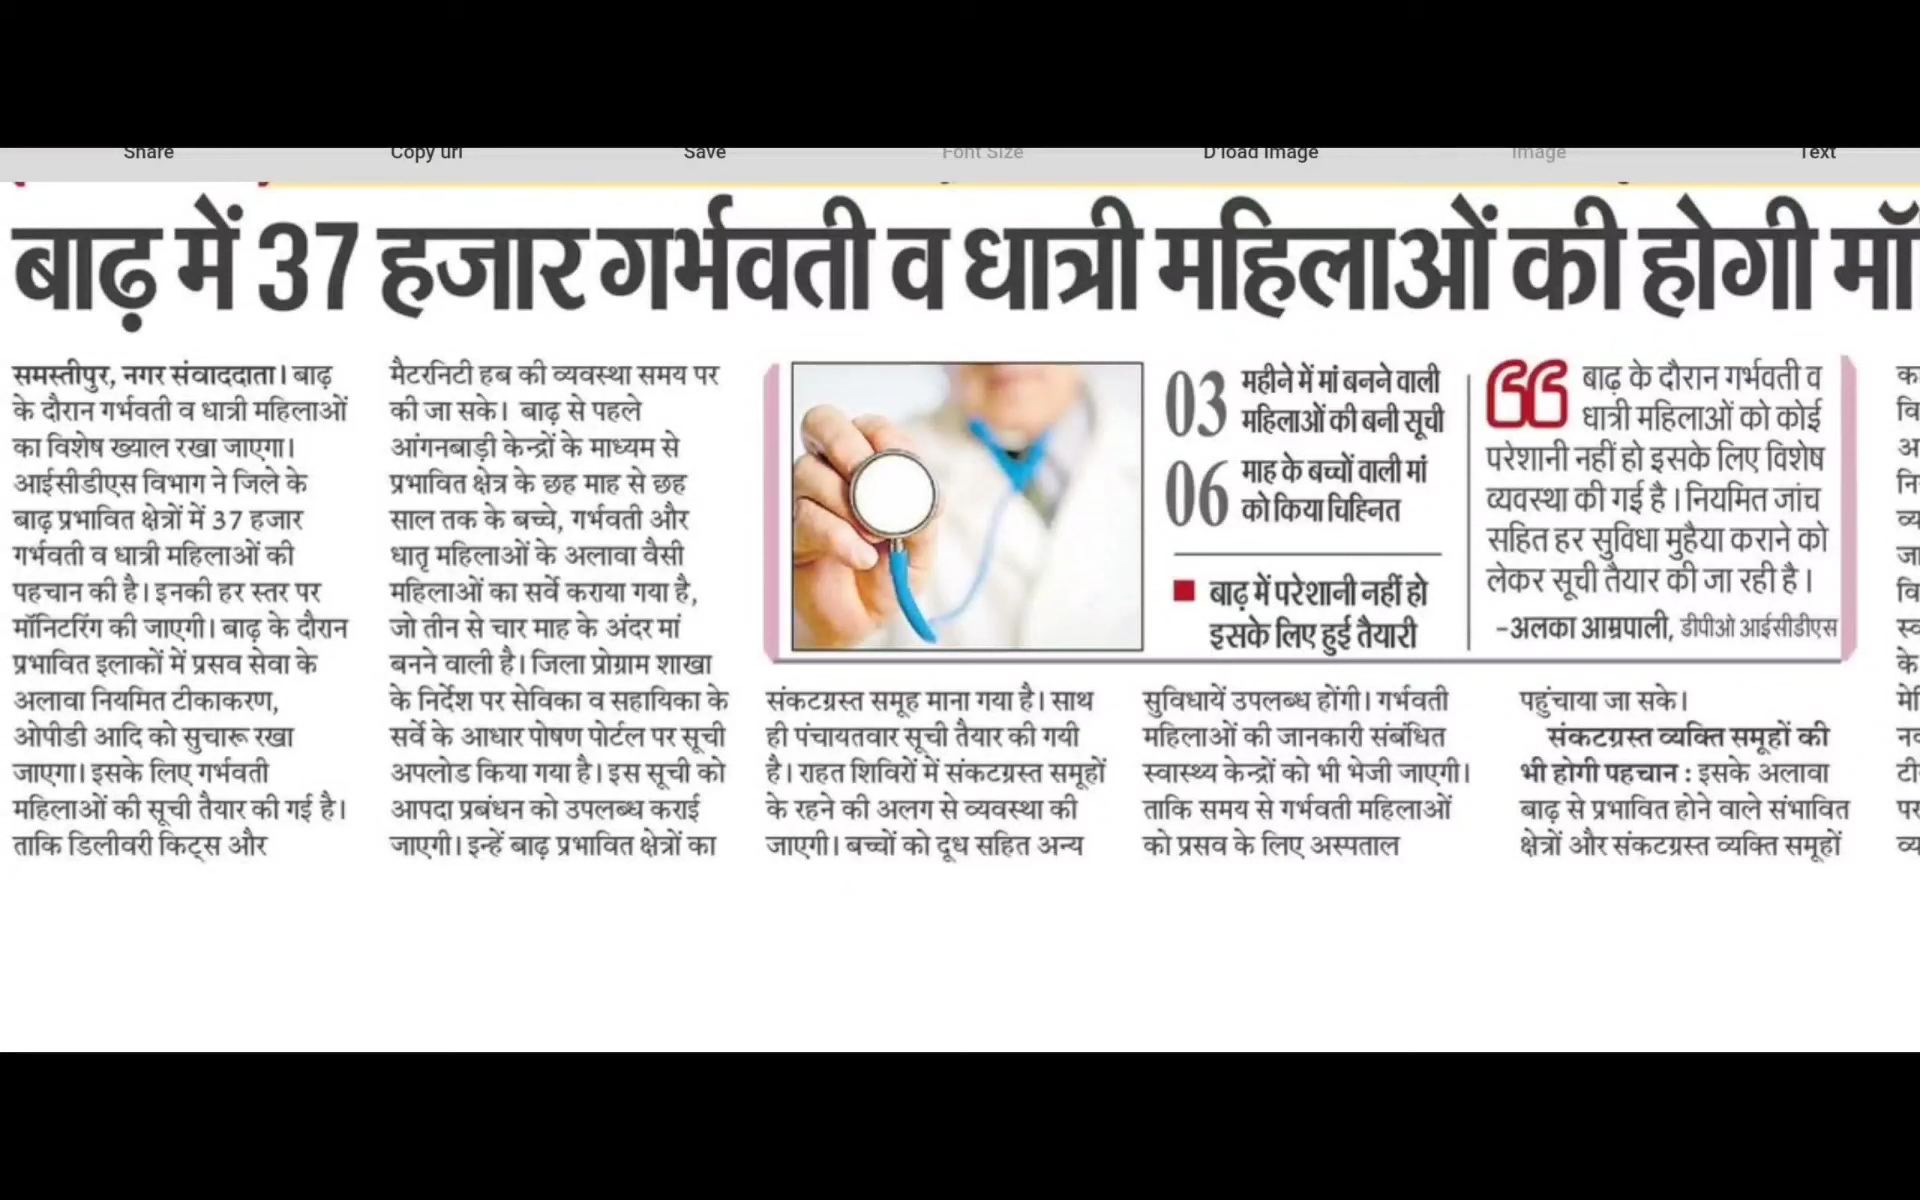 Share Copy url Save Font Size D'load Image Image Text
बाढ़ में 37 हजार गर्भवती व धात्री महिलाओं की होगी
समस्तीपुर, नगर संवाददाता। बाढ़
के दौरान गर्भवती व धात्री महिलाओं
का विशेष ख्याल रखा जाएगा।
आईसीडीएस विभाग ने जिले के
बाढ़ प्रभावित क्षेत्रों में 37 हजार
गर्भवती व धात्री महिलाओं की
पहचान की है। इनकी हर स्तर पर
मॉनिटरिंग की जाएगी। बाढ़ के दौरान
प्रभावित इलाकों में प्रसव सेवा के
अलावा नियमित टीकाकरण,
ओपीडी आदि को सुचारू रखा
जाएगा। इसके लिए गर्भवती
महिलाओं की सूची तैयार की गई है।
ताकि डिलीवरी किट्स और
मैटरनिटी हब की व्यवस्था समय पर
की जा सके। बाढ़ से पहले
आंगनबाड़ी केन्द्रों के माध्यम से
प्रभावित क्षेत्र के छह माह से छह
साल तक के बच्चे, गर्भवती और
धातृ महिलाओं के अलावा वैसी
महिलाओं का सर्वे कराया गया है,
जो तीन से चार माह के अंदर मां
बनने वाली है। जिला प्रोग्राम शाखा
के निर्देश पर सेविका व सहायिका के
सर्वे के आधार पोषण पोर्टल पर सूची
अपलोड किया गया है। इस सूची को
आपदा प्रबंधन को उपलब्ध कराई
जाएगी। इन्हें बाढ़ प्रभावित क्षेत्रों का
03 महीने में मां बनने वाली
महिलाओं की बनी सूची
06 माह के बच्चों वाली मां
को किया चिह्नित
बाढ़ में परेशानी नहीं हो
इसके लिए हुई तैयारी
बाढ़ के दौरान गर्भवती व
धात्री महिलाओं को कोई
परेशानी नहीं हो इसके लिए विशेष
व्यवस्था की गई है। नियमित जांच
सहित हर सुविधा मुहैया कराने को
लेकर सूची तैयार की जा रही है।
-अलका आम्रपाली, डीपीओ आईसीडीएस
संकटग्रस्त समूह माना गया है। साथ
ही पंचायतवार सूची तैयार की गयी
है। राहत शिविरों में संकटग्रस्त समूहों
के रहने की अलग से व्यवस्था की
जाएगी। बच्चों को दूध सहित अन्य
सुविधायें उपलब्ध होंगी। गर्भवती
महिलाओं की जानकारी संबंधित
स्वास्थ्य केन्द्रों को भी भेजी जाएगी।
ताकि समय से गर्भवती महिलाओं
को प्रसव के लिए अस्पताल
पहुंचाया जा सके।
संकटग्रस्त व्यक्ति समूहों की
भी होगी पहचान : इसके अलावा
बाढ़ से प्रभावित होने वाले संभावित
क्षेत्रों और संकटग्रस्त व्यक्ति समूहों